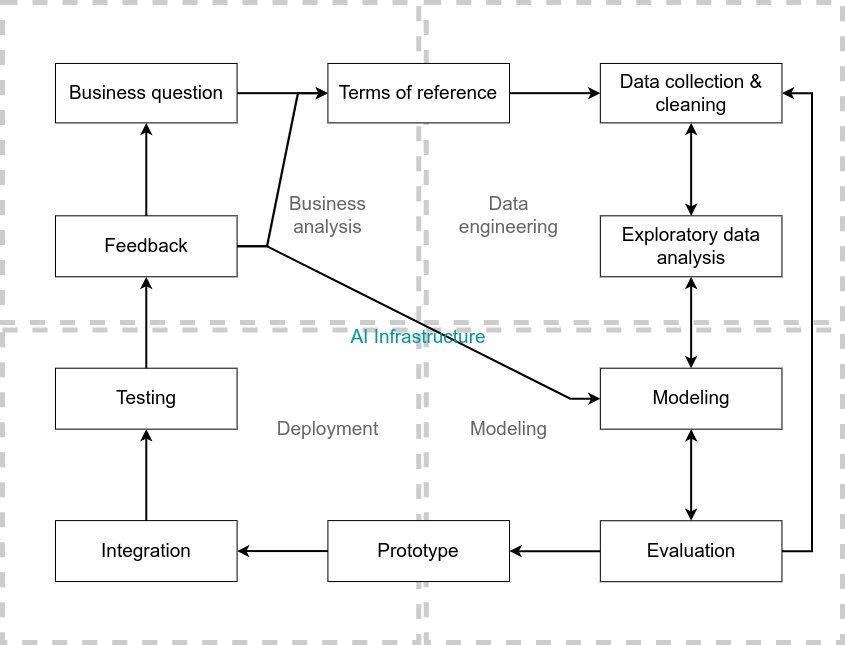 Business question
Terms of reference
Data collection &
cleaning
Business
analysis
Data
engineering
Feedback
Exploratory data
analysis
AI Infrastructure
Testing
Modeling
Deployment
Modeling
Integration
Prototype
Evaluation